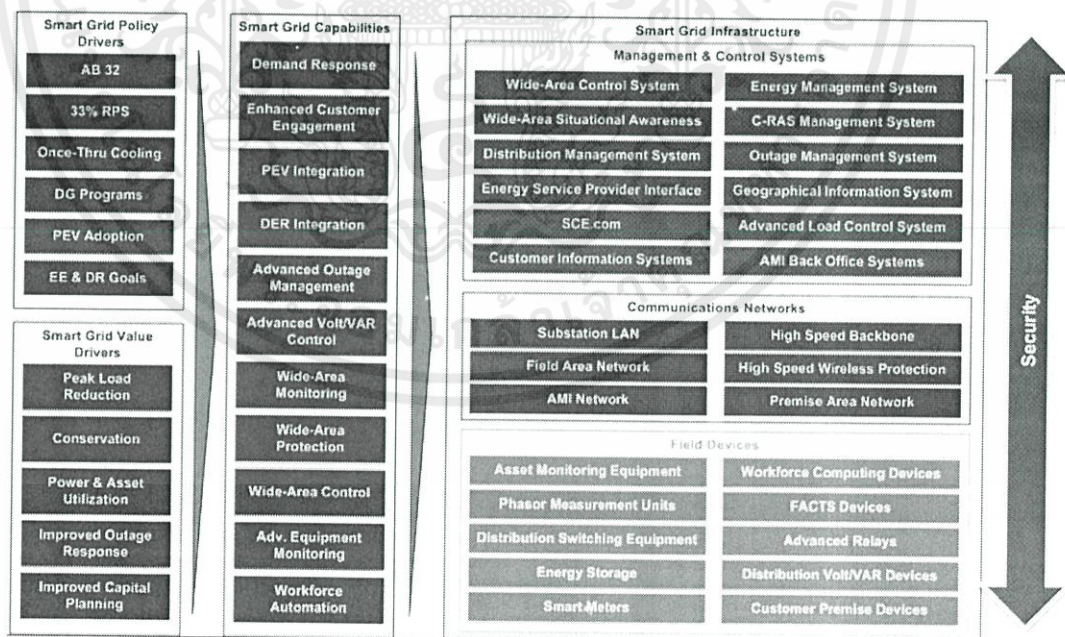 Smart Grid Policy
Drivers
AB 32
33% RPS
Once-Thru Cooling
DG Programs
PEV Adoption
EE & DR Goals
Smart Grid Value
Drivers
Peak Load
Reduction
Conservation
Power & Asset
Utilization
Improved Outage
Response
Improved Capital
Planning
Smart Grid Capabilities
Demand Response
Enhanced Customer
Engagement
PEV Integration
DER Integration
Advanced Outage
Management
Advanced Volt/VAR
Control
Wide-Area
Monitoring
Wide-Area
Protection
Wide-Area Control
Adv. Equipment
Monitoring
Workforce
Automation
Smart Grid Infrastructure
Management & Control Systems
Wide-Area Control System
Energy Management System
Wide-Area Situational Awareness
C-RAS Management System
Distribution Management System
Outage Management System
Energy Service Provider Interface
Geographical Information System
SCE.com
Advanced Load Control System
Customer Information Systems
AMI Back Office Systems
Communications Networks
Substation LAN
High Speed Backbone
Field Area Network
High Speed Wireless Protection
AMI Network
Premise Area Network
Field Devices
Asset Monitoring Equipment
Workforce Computing Devices
Phasor Measurement Units
FACTS Devices
Distribution Switching Equipment
Advanced Relays
Energy Storage
Distribution Volt/VAR Devices
Smart Meters
Customer Premise Devices
Security